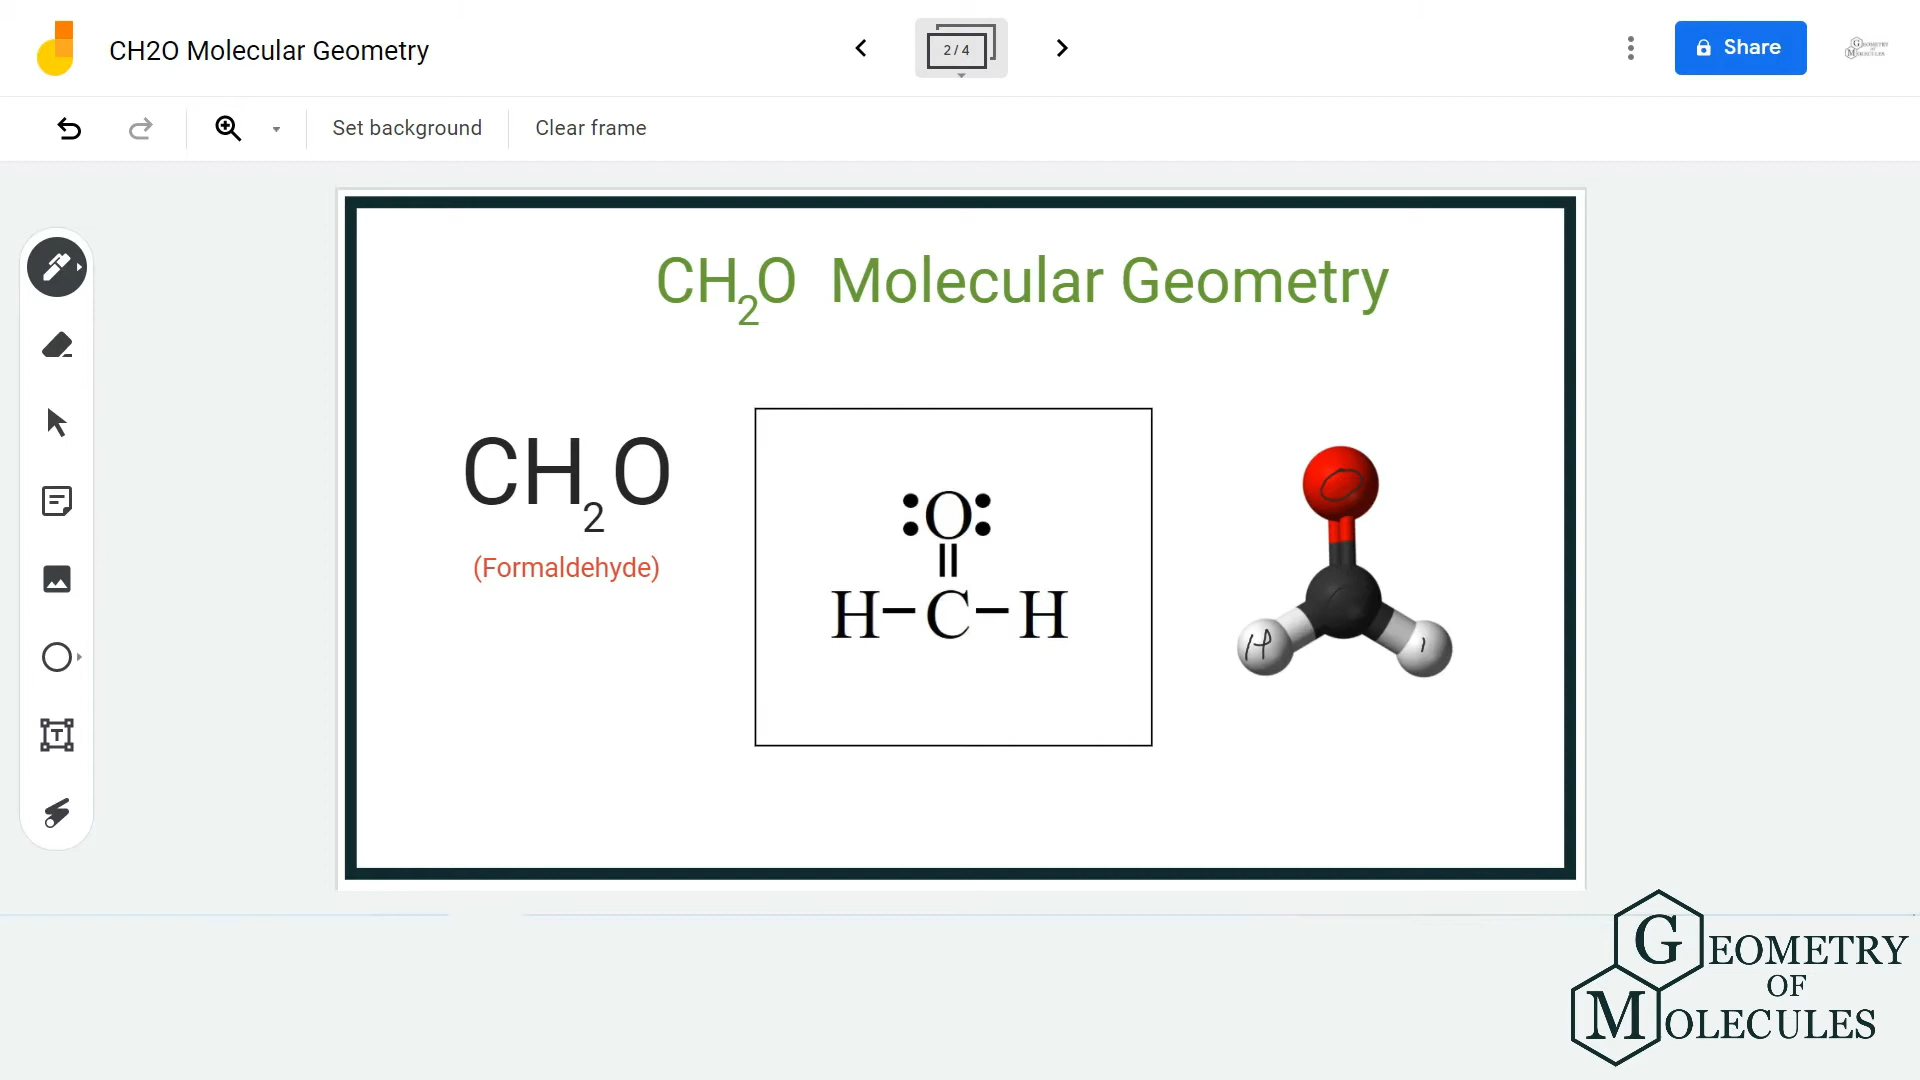 CH2O Molecular Geometry
2 / 4
Share
Set background
Clear frame
CH₂O Molecular Geometry
CH₂O
(Formaldehyde)
:O:
H–C–H
O
H
T
GEOMETRY
OF
MOLECULES